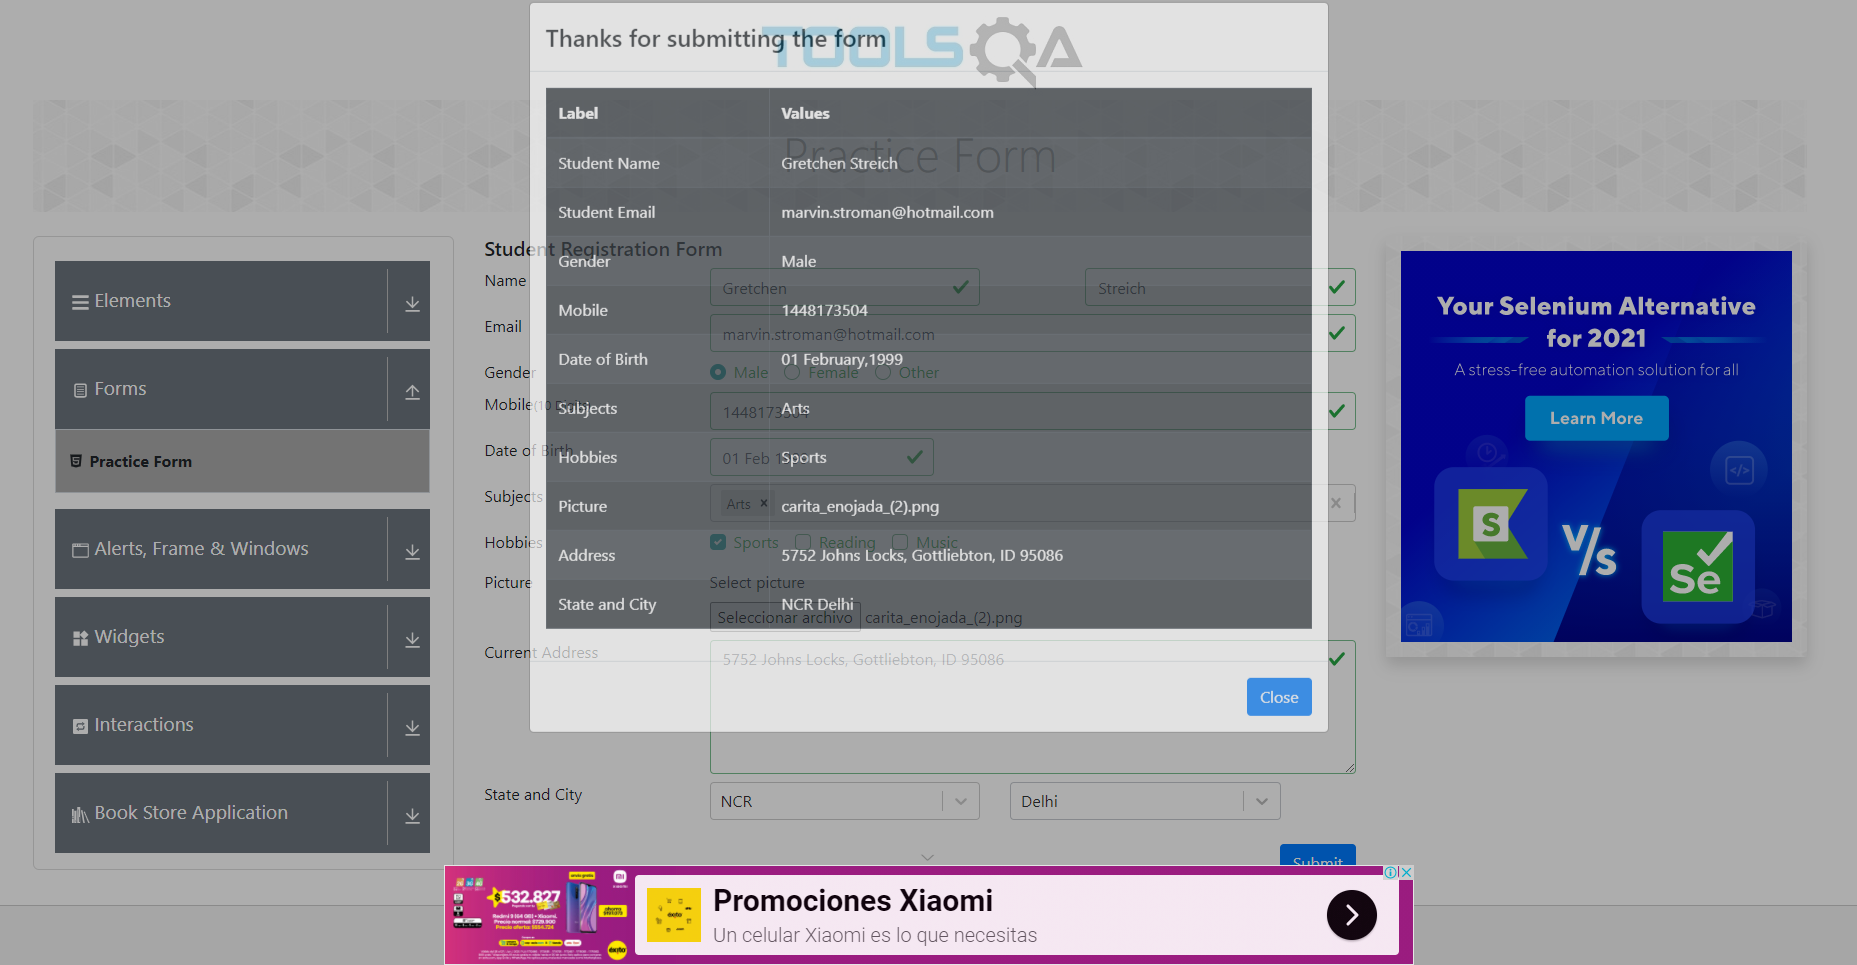 TOOLSQA
Thanks for submitting the form
Practice Form
Label Values
Student Name Gretchen Streich
Student Email marvin.stroman@hotmail.com
Gender Male
Mobile 1448173504
Date of Birth 01 February,1999
Subjects Arts
Hobbies Sports
Picture carita_enojada_(2).png
Address 5752 Johns Locks, Gottliebton, ID 95086
State and City NCR Delhi
Close
Elements
Forms
Practice Form
Alerts, Frame & Windows
Widgets
Interactions
Book Store Application
Student Registration Form
Name Gretchen Streich
Email marvin.stroman@hotmail.com
Gender Male Female Other
Mobile(10 1448173504
Date of Birth 01 Feb
Subjects Arts ×
Hobbies Sports Reading Music
Picture Select picture
Seleccionar archivo carita_enojada_(2).png
Current Address 5752 Johns Locks, Gottliebton, ID 95086
State and City NCR Delhi
Submit
Your Selenium Alternative
for 2021
A stress-free automation solution for all
Learn More
S
V/S
Se
$532.827
Redmi 9 (64 GB) - Xiaomi.
éxito
Promociones Xiaomi
Un celular Xiaomi es lo que necesitas